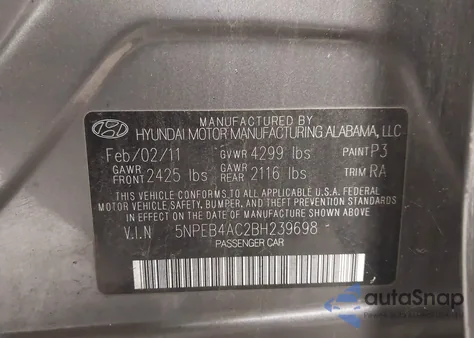 MANUFACTURED BY
HYUNDAI MOTOR MANUFACTURING ALABAMA, LLC
Feb/02/11 GVWR 4299 lbs PAINT P3
GAWR FRONT 2425 lbs GAWR REAR 2116 lbs TRIM RA
THIS VEHICLE CONFORMS TO ALL APPLICABLE U.S.A. FEDERAL
MOTOR VEHICLE SAFETY, BUMPER, AND THEFT PREVENTION
STANDARDS IN EFFECT ON THE DATE OF MANUFACTURE
SHOWN ABOVE.
V.I.N 5NPEB4AC2BH239698
PASSENGER CAR
autoSnap